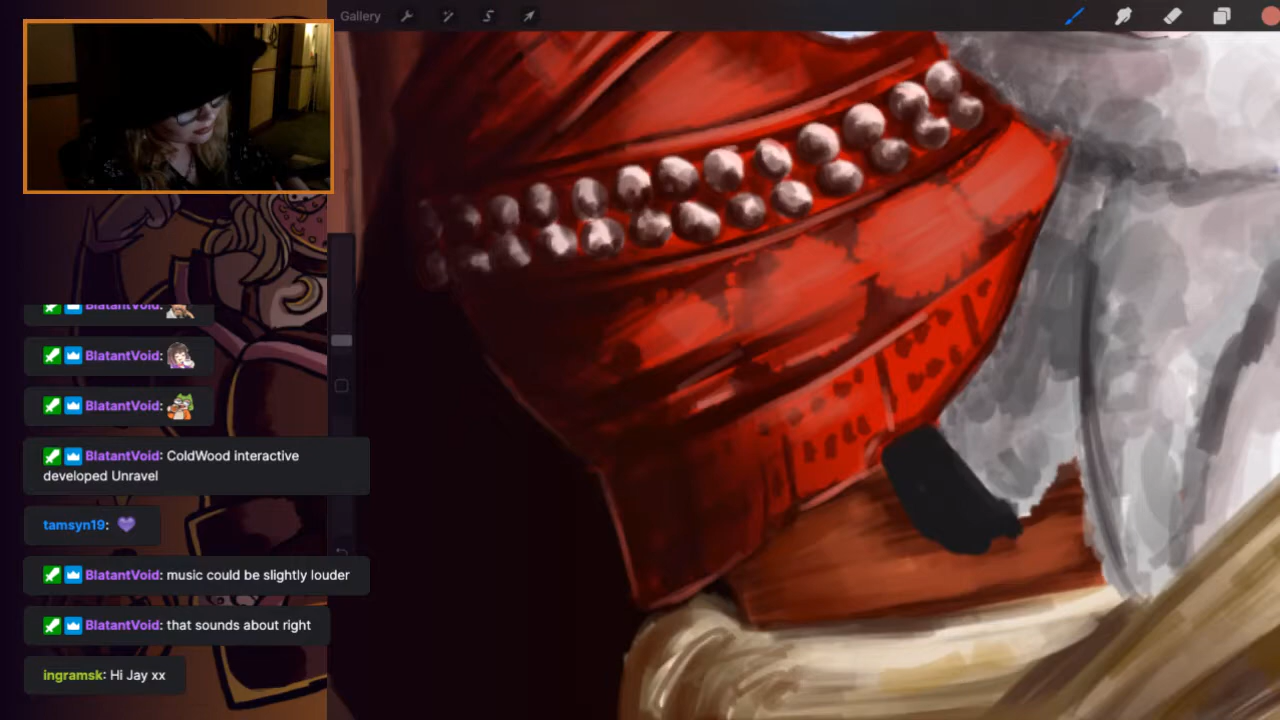 Gallery
BlatantVoid:
BlatantVoid:
BlatantVoid:
BlatantVoid: ColdWood interactive
developed Unravel
tamsyn19:
BlatantVoid: music could be slightly louder
BlatantVoid: that sounds about right
ingramsk: Hi Jay xx